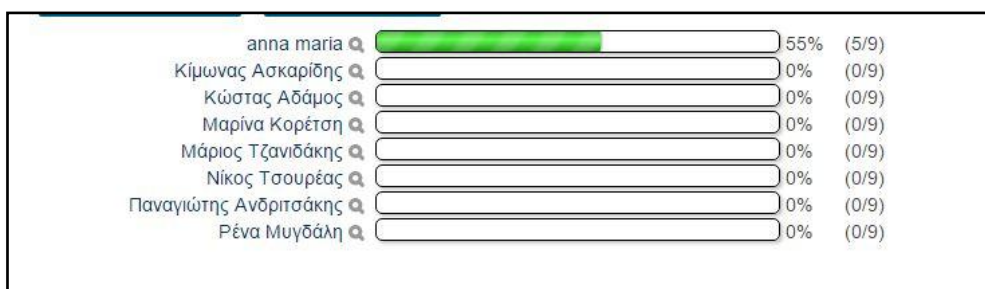 anna maria 55% (5/9)
Κίμωνας Ασκαρίδης 0% (0/9)
Κώστας Αδάμος 0% (0/9)
Μαρίνα Κορέτση 0% (0/9)
Μάριος Τζανιδάκης 0% (0/9)
Νίκος Τσουρέας 0% (0/9)
Παναγιώτης Ανδριτσάκης 0% (0/9)
Ρένα Μυγδάλη 0% (0/9)